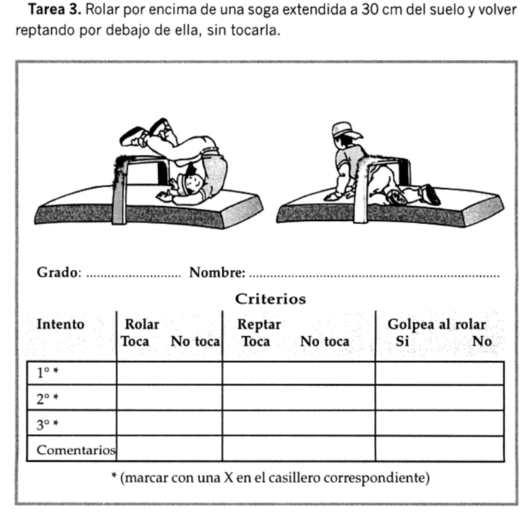 Tarea 3. Rolar por encima de una soga extendida a 30 cm del suelo y volver
reptando por debajo de ella, sin tocarla.
Grado: ........................... Nombre: ........................................................................
Criterios
Intento Rolar Reptar Golpea al rolar
Toca No toca Toca No toca Si No
1° *
2° *
3° *
Comentarios
* (marcar con una X en el casillero correspondiente)